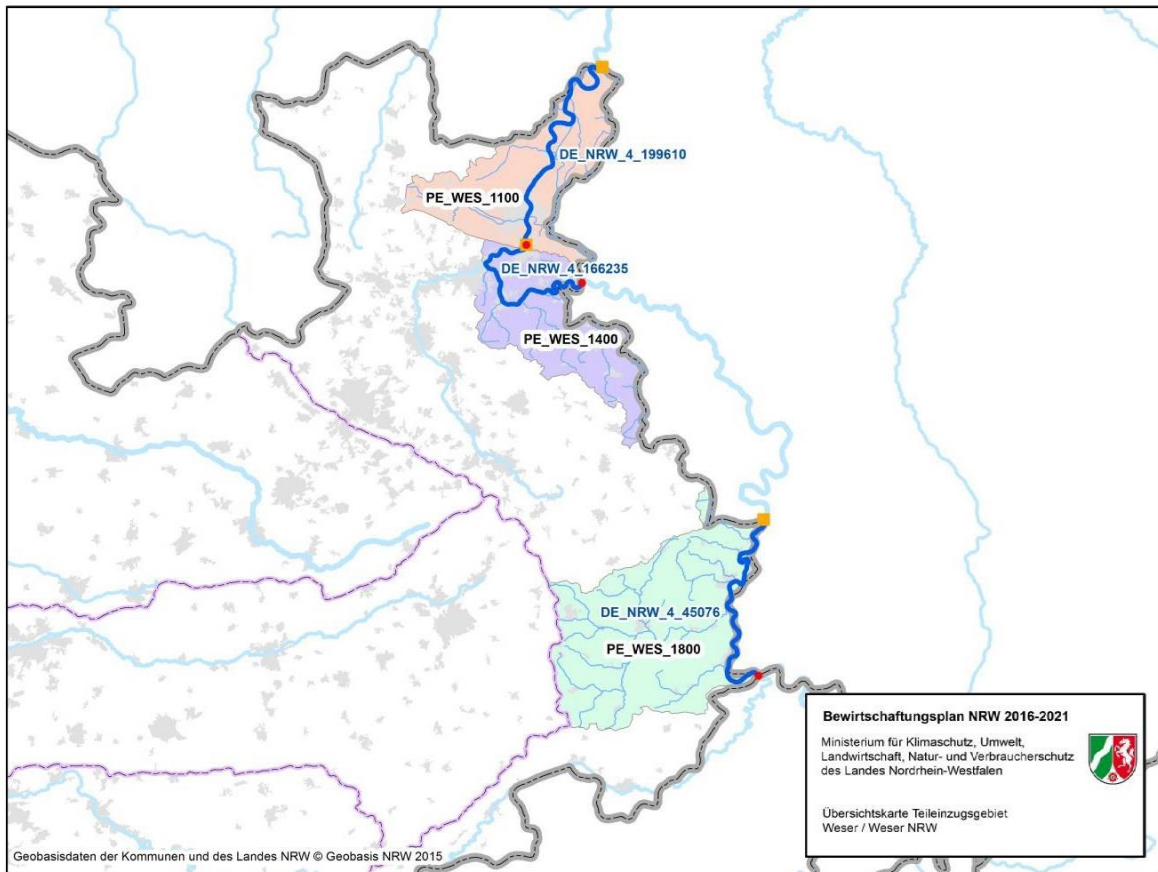 DE_NRW_4_199610
PE_WES_1100
DE_NRW_4_166235
PE_WES_1400
DE_NRW_4_45076
PE_WES_1800
Bewirtschaftungsplan NRW 2016-2021
Ministerium für Klimaschutz, Umwelt,
Landwirtschaft, Natur- und Verbraucherschutz
des Landes Nordrhein-Westfalen
Übersichtskarte Teileinzugsgebiet
Weser / Weser NRW
Geobasisdaten der Kommunen und des Landes NRW © Geobasis NRW 2015